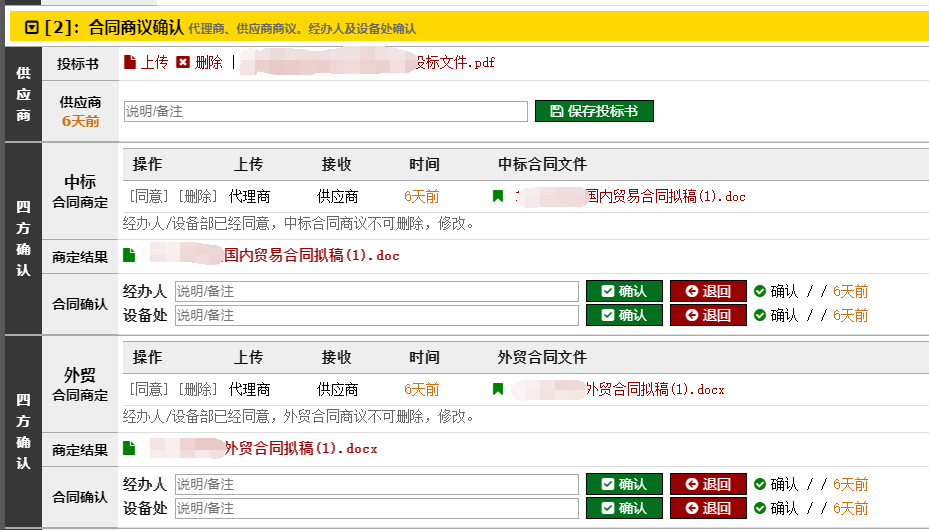 [2]: 合同商议确认 代理商、供应商商议。经办人及设备处确认
供应商
投标书 上传 删除 | 投标文件.pdf
供应商 6天前 说明/备注 保存投标书
四方确认
中标 合同商定
操作 上传 接收 时间 中标合同文件
[同意] [删除] 代理商 供应商 6天前 国内贸易合同拟稿(1).doc
经办人/设备部已经同意，中标合同商议不可删除，修改。
商定结果 国内贸易合同拟稿(1).doc
合同确认
经办人 说明/备注 确认 退回 确认 / / 6天前
设备处 说明/备注 确认 退回 确认 / / 6天前
四方确认
外贸 合同商定
操作 上传 接收 时间 外贸合同文件
[同意] [删除] 代理商 供应商 6天前 外贸合同拟稿(1).docx
经办人/设备部已经同意，外贸合同商议不可删除，修改。
商定结果 外贸合同拟稿(1).docx
合同确认
经办人 说明/备注 确认 退回 确认 / / 6天前
设备处 说明/备注 确认 退回 确认 / / 6天前